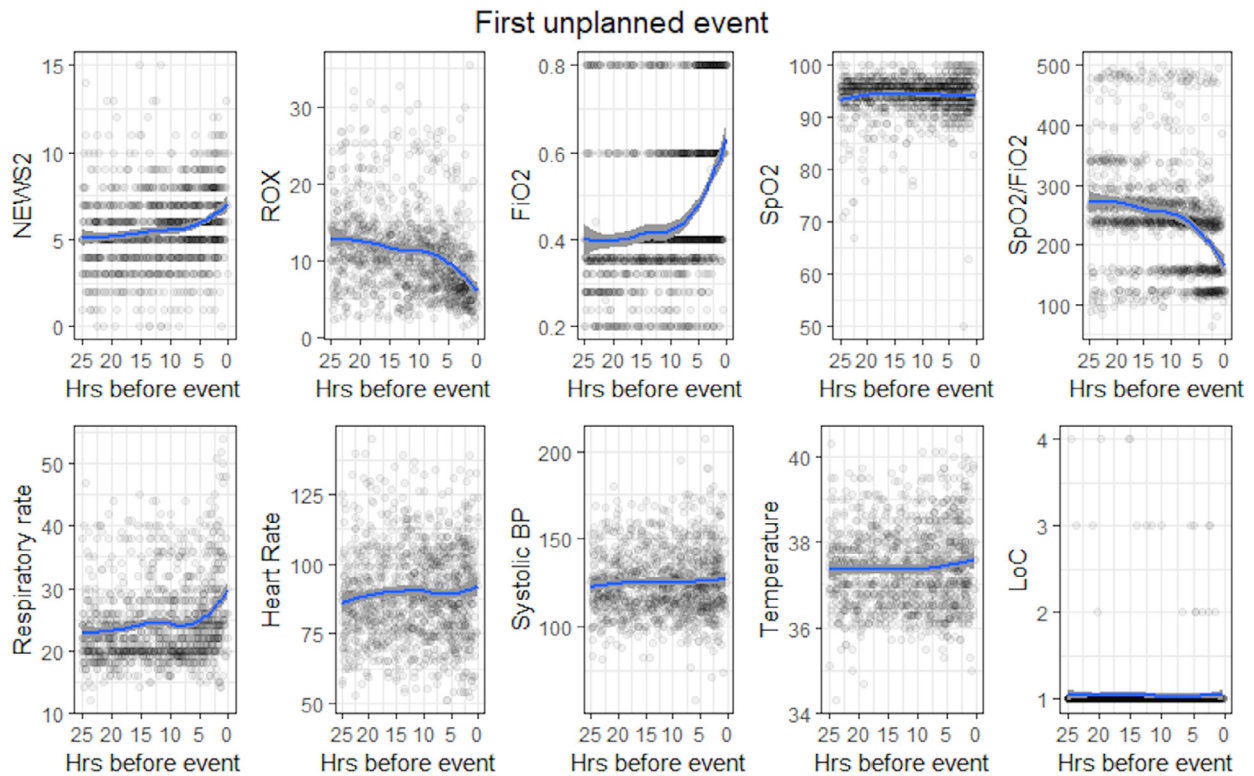 First unplanned event
NEWS2
15
10
5
0
25 20 15 10 5 0
Hrs before event
ROX
30
20
10
0
25 20 15 10 5 0
Hrs before event
FiO2
0.8
0.6
0.4
0.2
25 20 15 10 5 0
Hrs before event
SpO2
100
90
80
70
60
50
25 20 15 10 5 0
Hrs before event
SpO2/FiO2
500
400
300
200
100
25 20 15 10 5 0
Hrs before event
Respiratory rate
50
40
30
20
10
25 20 15 10 5 0
Hrs before event
Heart Rate
125
100
75
50
25 20 15 10 5 0
Hrs before event
Systolic BP
200
150
100
25 20 15 10 5 0
Hrs before event
Temperature
40
38
36
34
25 20 15 10 5 0
Hrs before event
LoC
4
3
2
1
25 20 15 10 5 0
Hrs before event